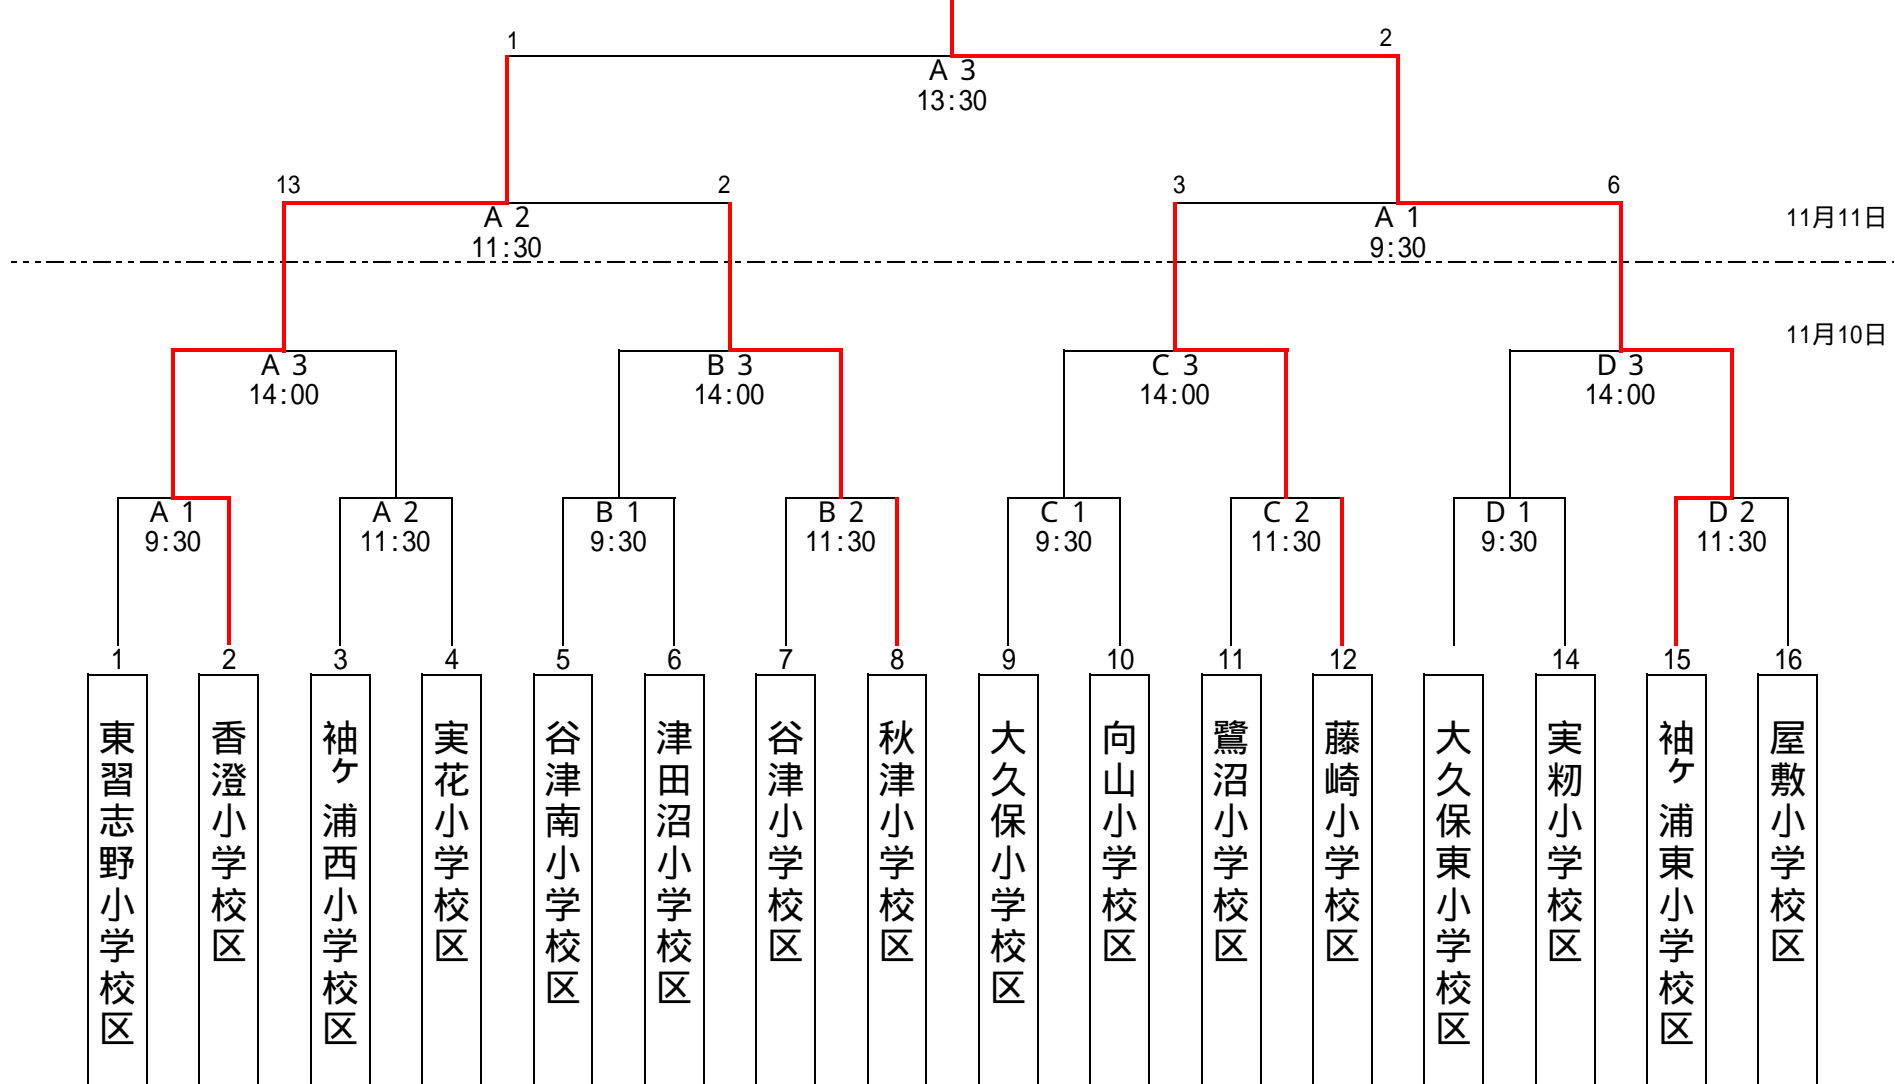 1
2
A 3
13:30
13
2
3
6
A 2
11:30
A 1
9:30
11月11日
11月10日
A 3
14:00
B 3
14:00
C 3
14:00
D 3
14:00
A 1
9:30
A 2
11:30
B 1
9:30
B 2
11:30
C 1
9:30
C 2
11:30
D 1
9:30
D 2
11:30
1
2
3
4
5
6
7
8
9
10
11
12
14
15
16
東習志野小学校区
香澄小学校区
袖ケ浦西小学校区
実花小学校区
谷津南小学校区
津田沼小学校区
谷津小学校区
秋津小学校区
大久保小学校区
向山小学校区
鷺沼小学校区
藤崎小学校区
大久保東小学校区
実籾小学校区
袖ケ浦東小学校区
屋敷小学校区